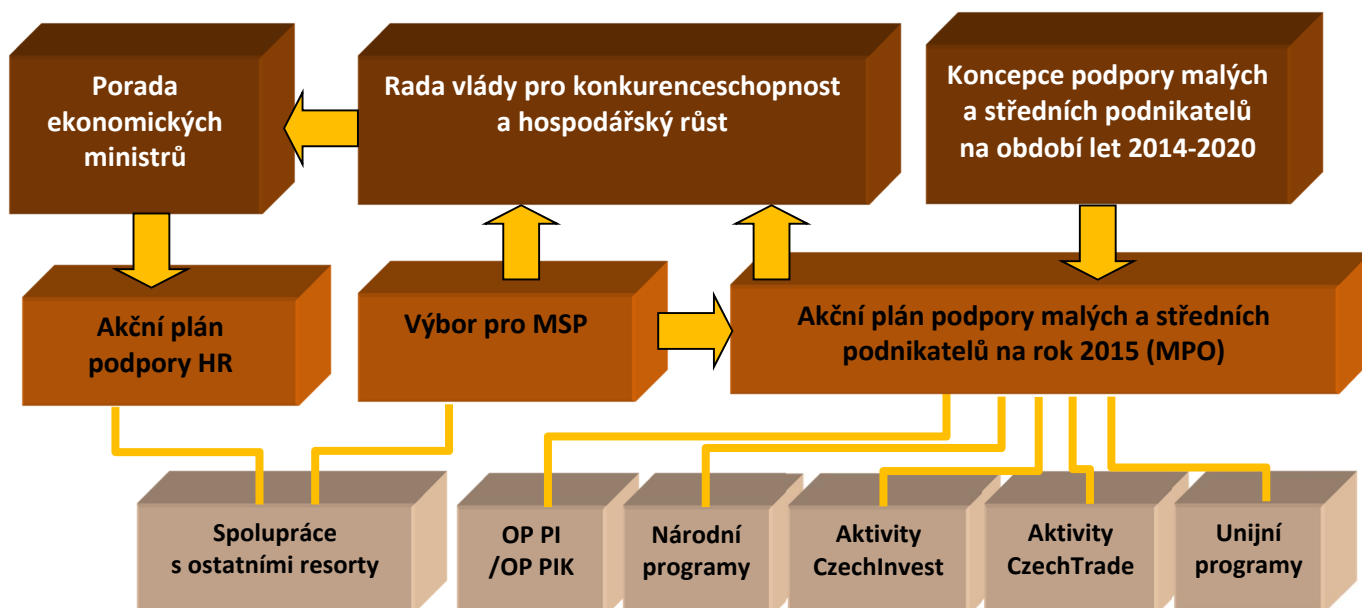 Porada
ekonomických
ministrů
Rada vlády pro konkurenceschopnost
a hospodářský růst
Koncepce podpory malých
a středních podnikatelů
na období let 2014-2020
Akční plán
podpory HR
Výbor pro MSP
Akční plán podpory malých a středních
podnikatelů na rok 2015 (MPO)
Spolupráce
s ostatními resorty
OP PI
/OP PIK
Národní
programy
Aktivity
CzechInvest
Aktivity
CzechTrade
Unijní
programy